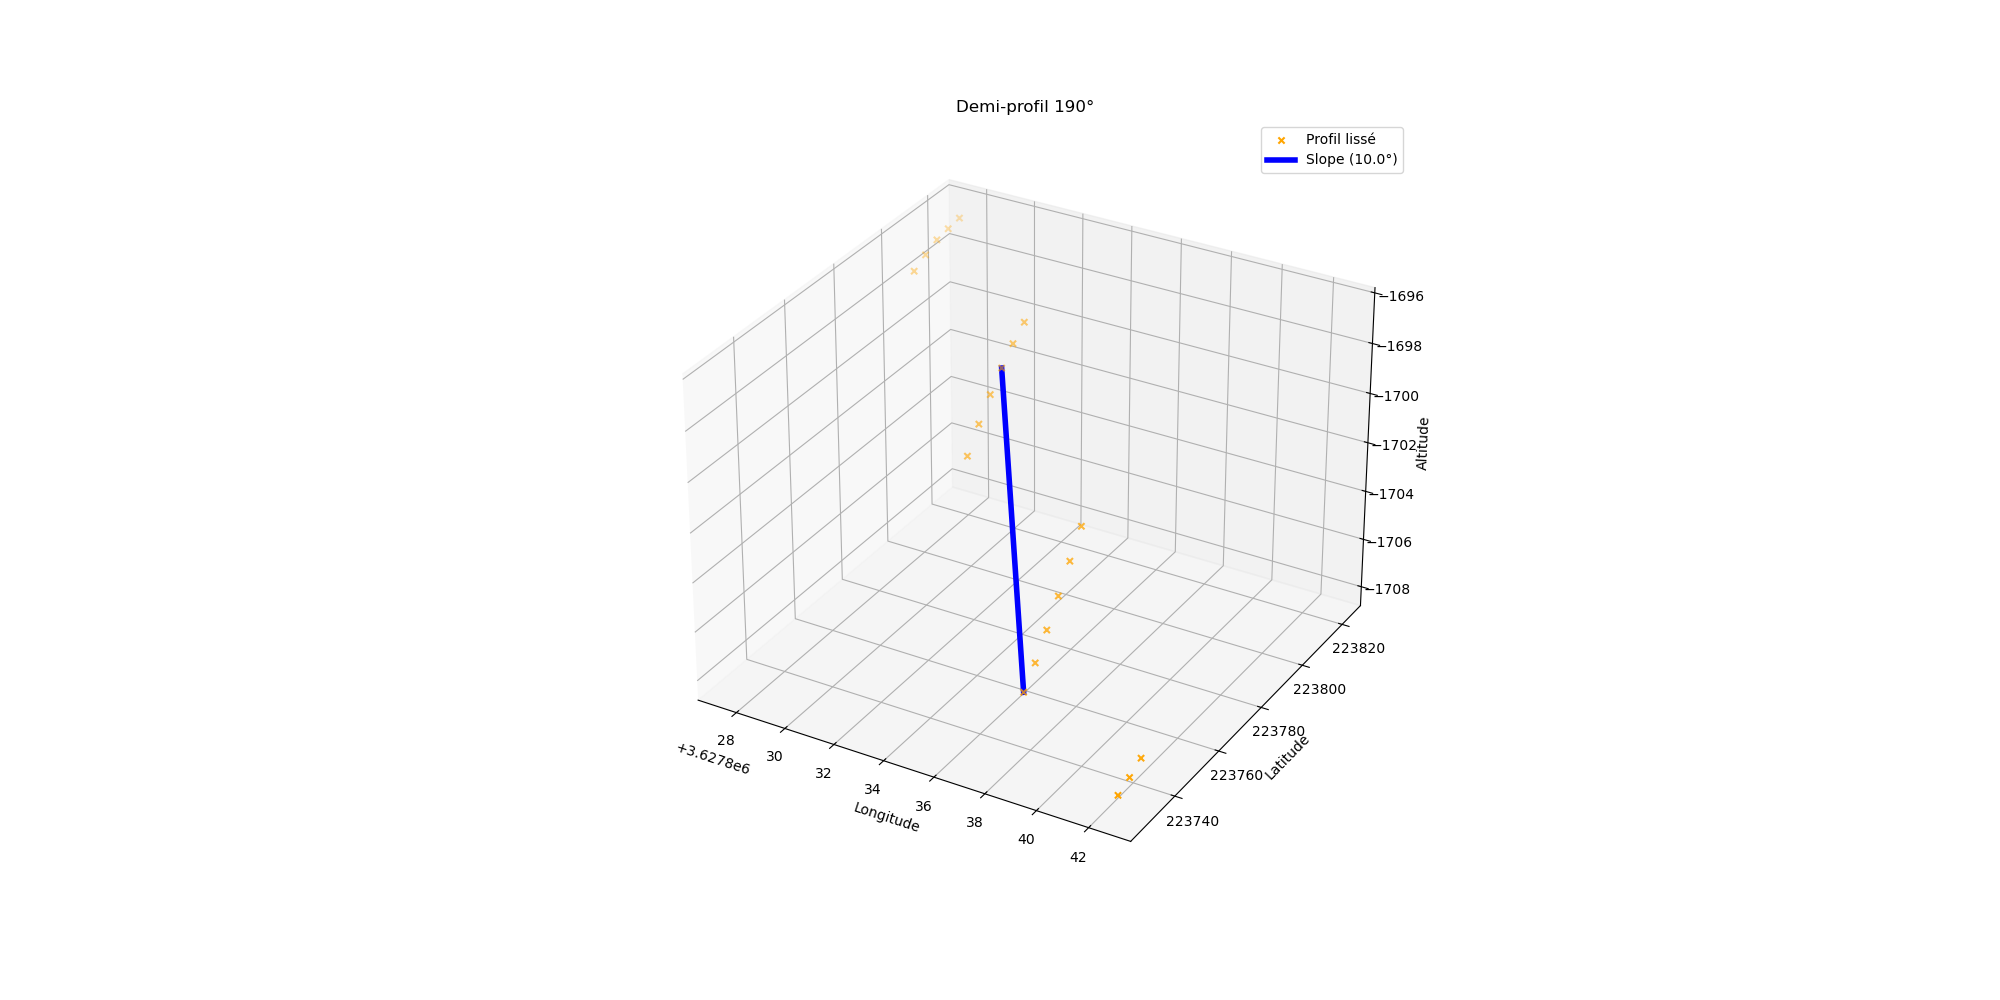 Demi-profil 190°
Profil lissé
Slope (10.0°)
−1696
−1698
−1700
−1702
−1704
−1706
−1708
Altitude
223820
223800
223780
223760
223740
Latitude
28
30
32
34
36
38
40
42
+3.6278e6
Longitude